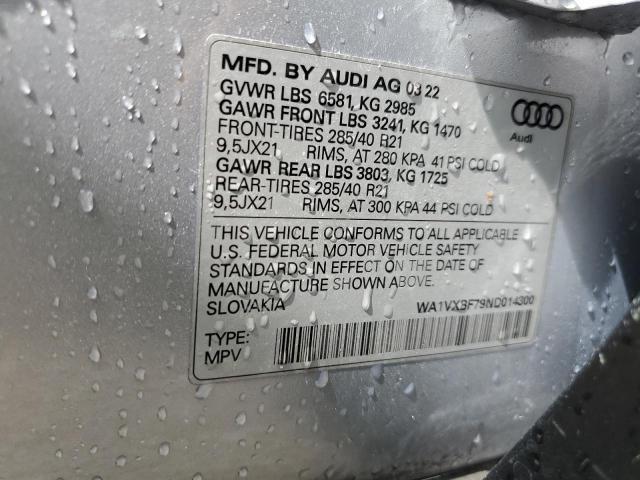 MFD. BY AUDI AG 03 22
GVWR LBS 6581, KG 2985
GAWR FRONT LBS 3241, KG 1470
FRONT-TIRES 285/40 R21
9,5JX21 RIMS, AT 280 KPA 41 PSI COLD
GAWR REAR LBS 3803, KG 1725
REAR-TIRES 285/40 R21
9,5JX21 RIMS, AT 300 KPA 44 PSI COLD
Audi
THIS VEHICLE CONFORMS TO ALL APPLICABLE
U.S. FEDERAL MOTOR VEHICLE SAFETY
STANDARDS IN EFFECT ON THE DATE OF
MANUFACTURE SHOWN ABOVE.
SLOVAKIA WA1VXBF79ND014300
TYPE:
MPV